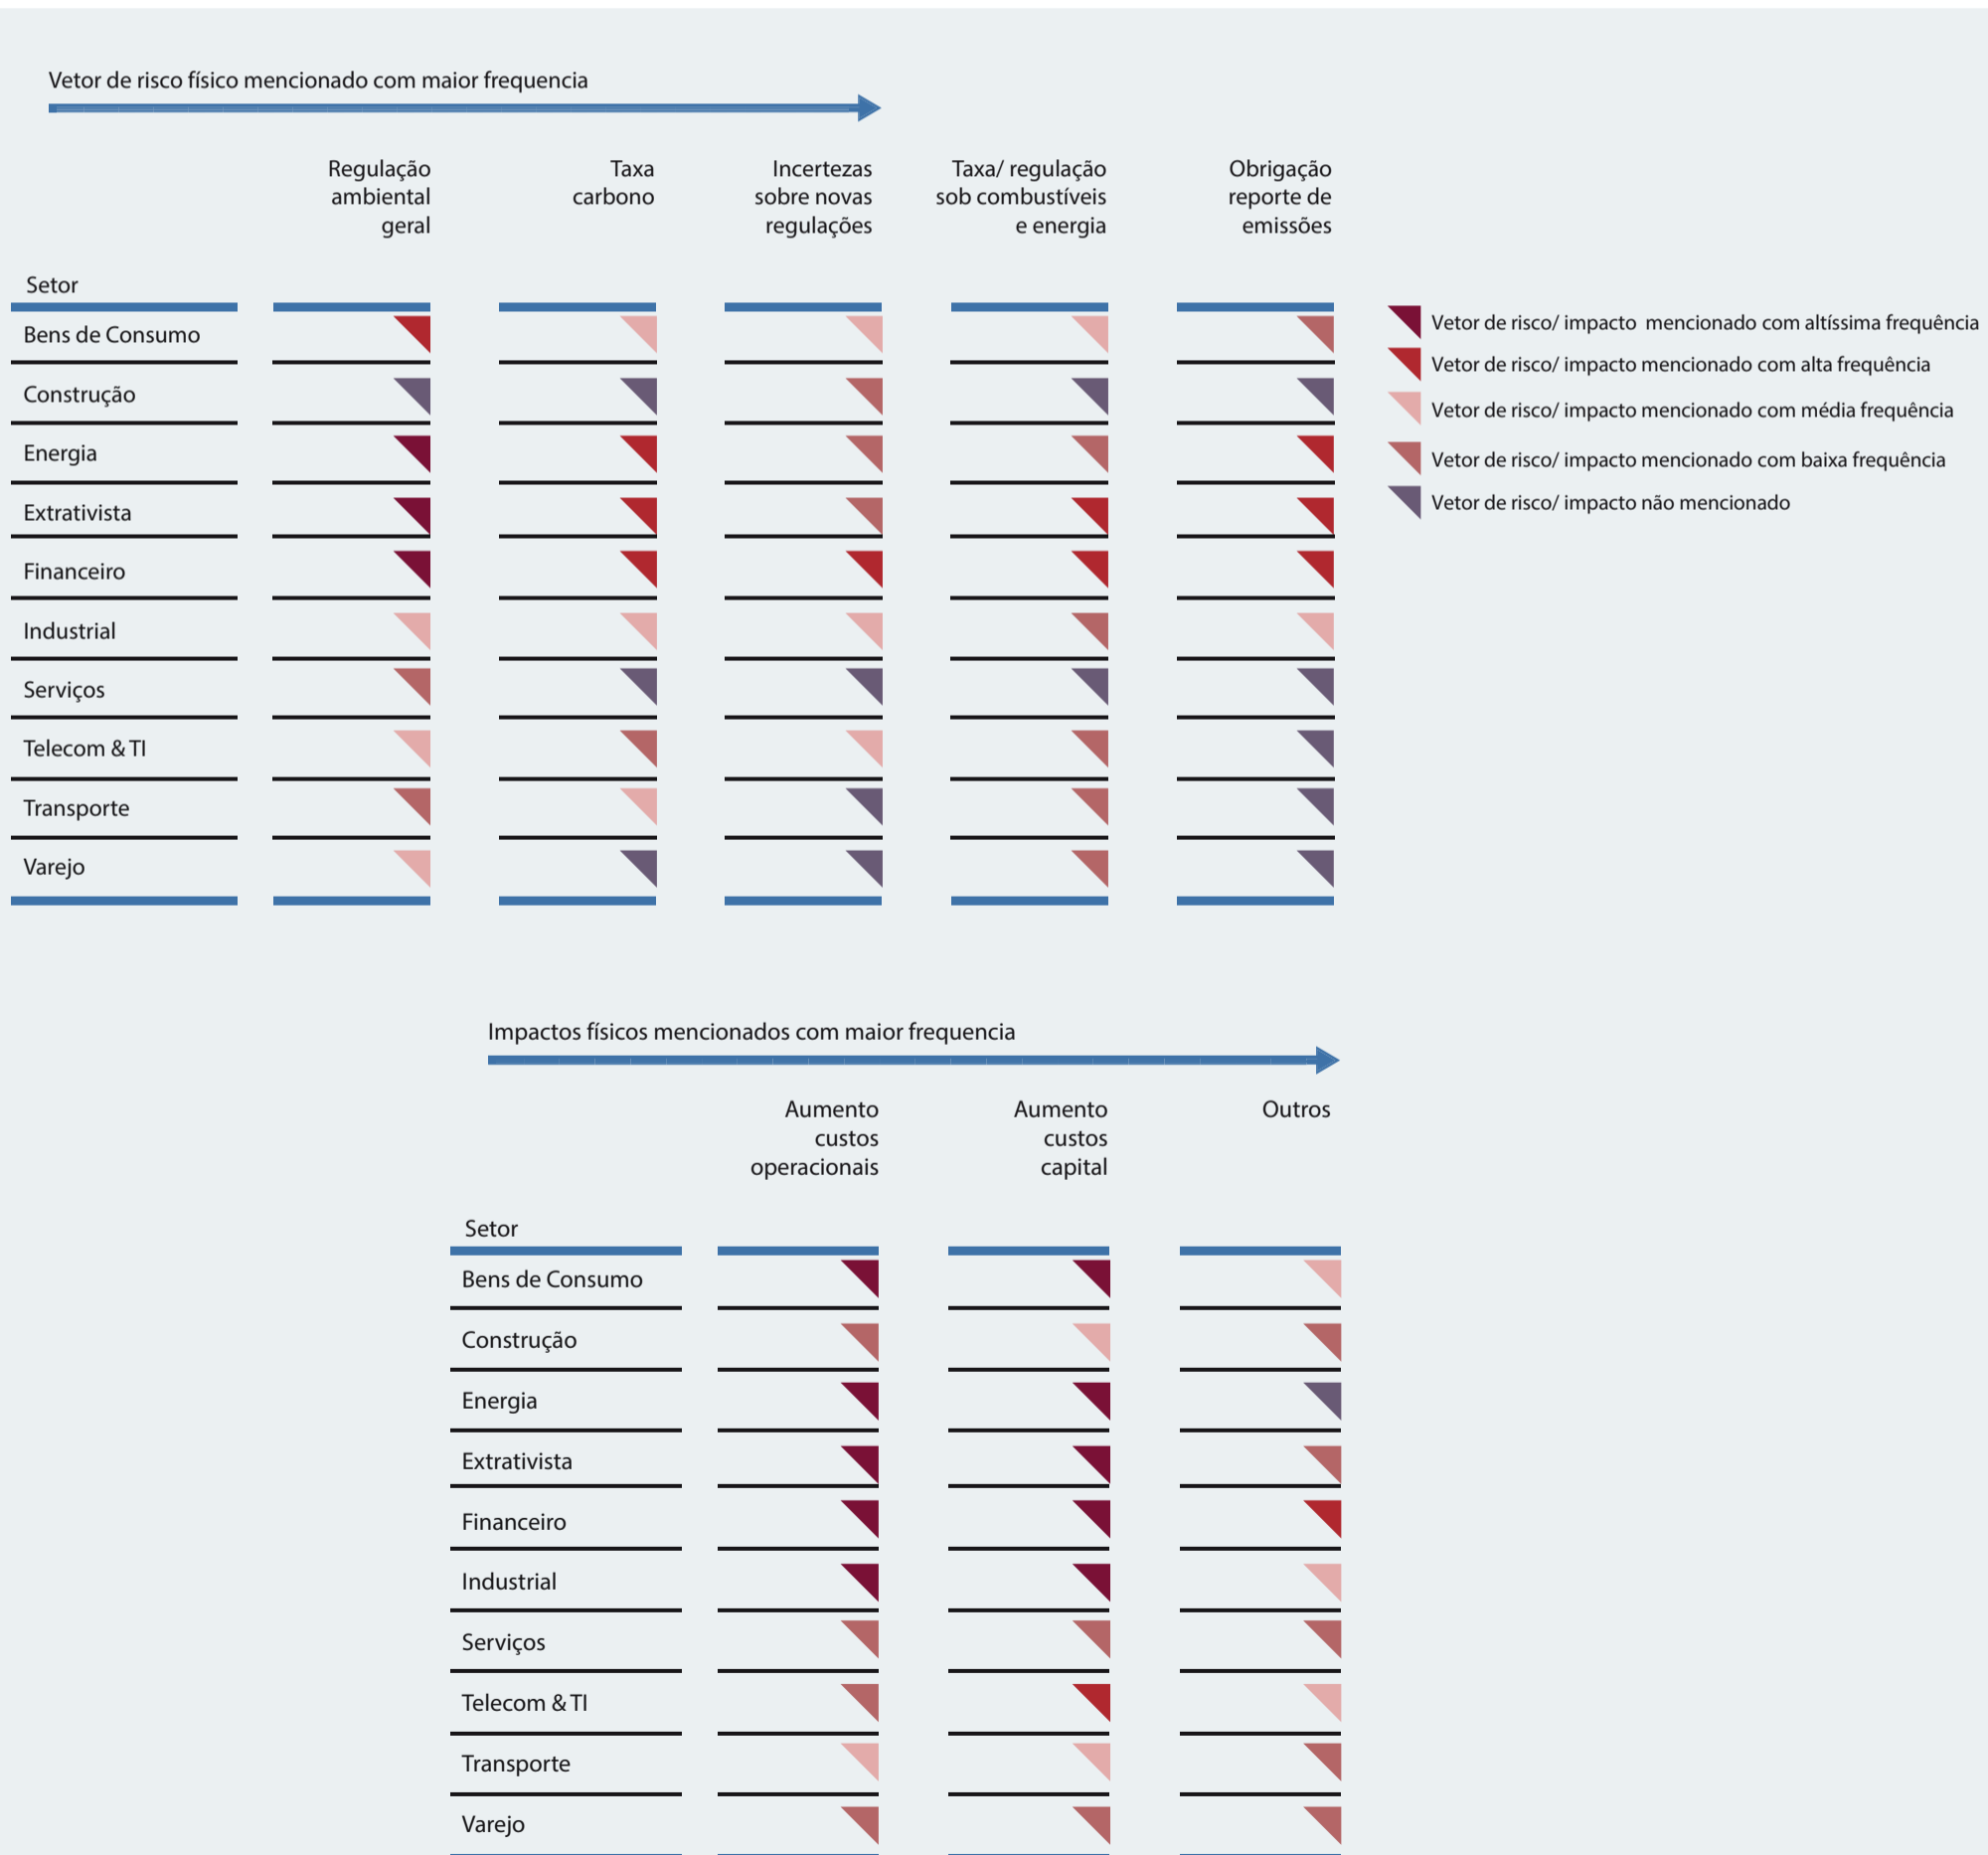 Vetor de risco físico mencionado com maior frequencia
Regulação
ambiental
geral
Taxa
carbono
Incertezas
sobre novas
regulações
Taxa/ regulação
sob combustíveis
e energia
Obrigação
reporte de
emissões
Setor
Bens de Consumo
Construção
Energia
Extrativista
Financeiro
Industrial
Serviços
Telecom & TI
Transporte
Varejo
Vetor de risco/ impacto mencionado com altíssima frequência
Vetor de risco/ impacto mencionado com alta frequência
Vetor de risco/ impacto mencionado com média frequência
Vetor de risco/ impacto mencionado com baixa frequência
Vetor de risco/ impacto não mencionado
Impactos físicos mencionados com maior frequencia
Aumento
custos
operacionais
Aumento
custos
capital
Outros
Setor
Bens de Consumo
Construção
Energia
Extrativista
Financeiro
Industrial
Serviços
Telecom & TI
Transporte
Varejo